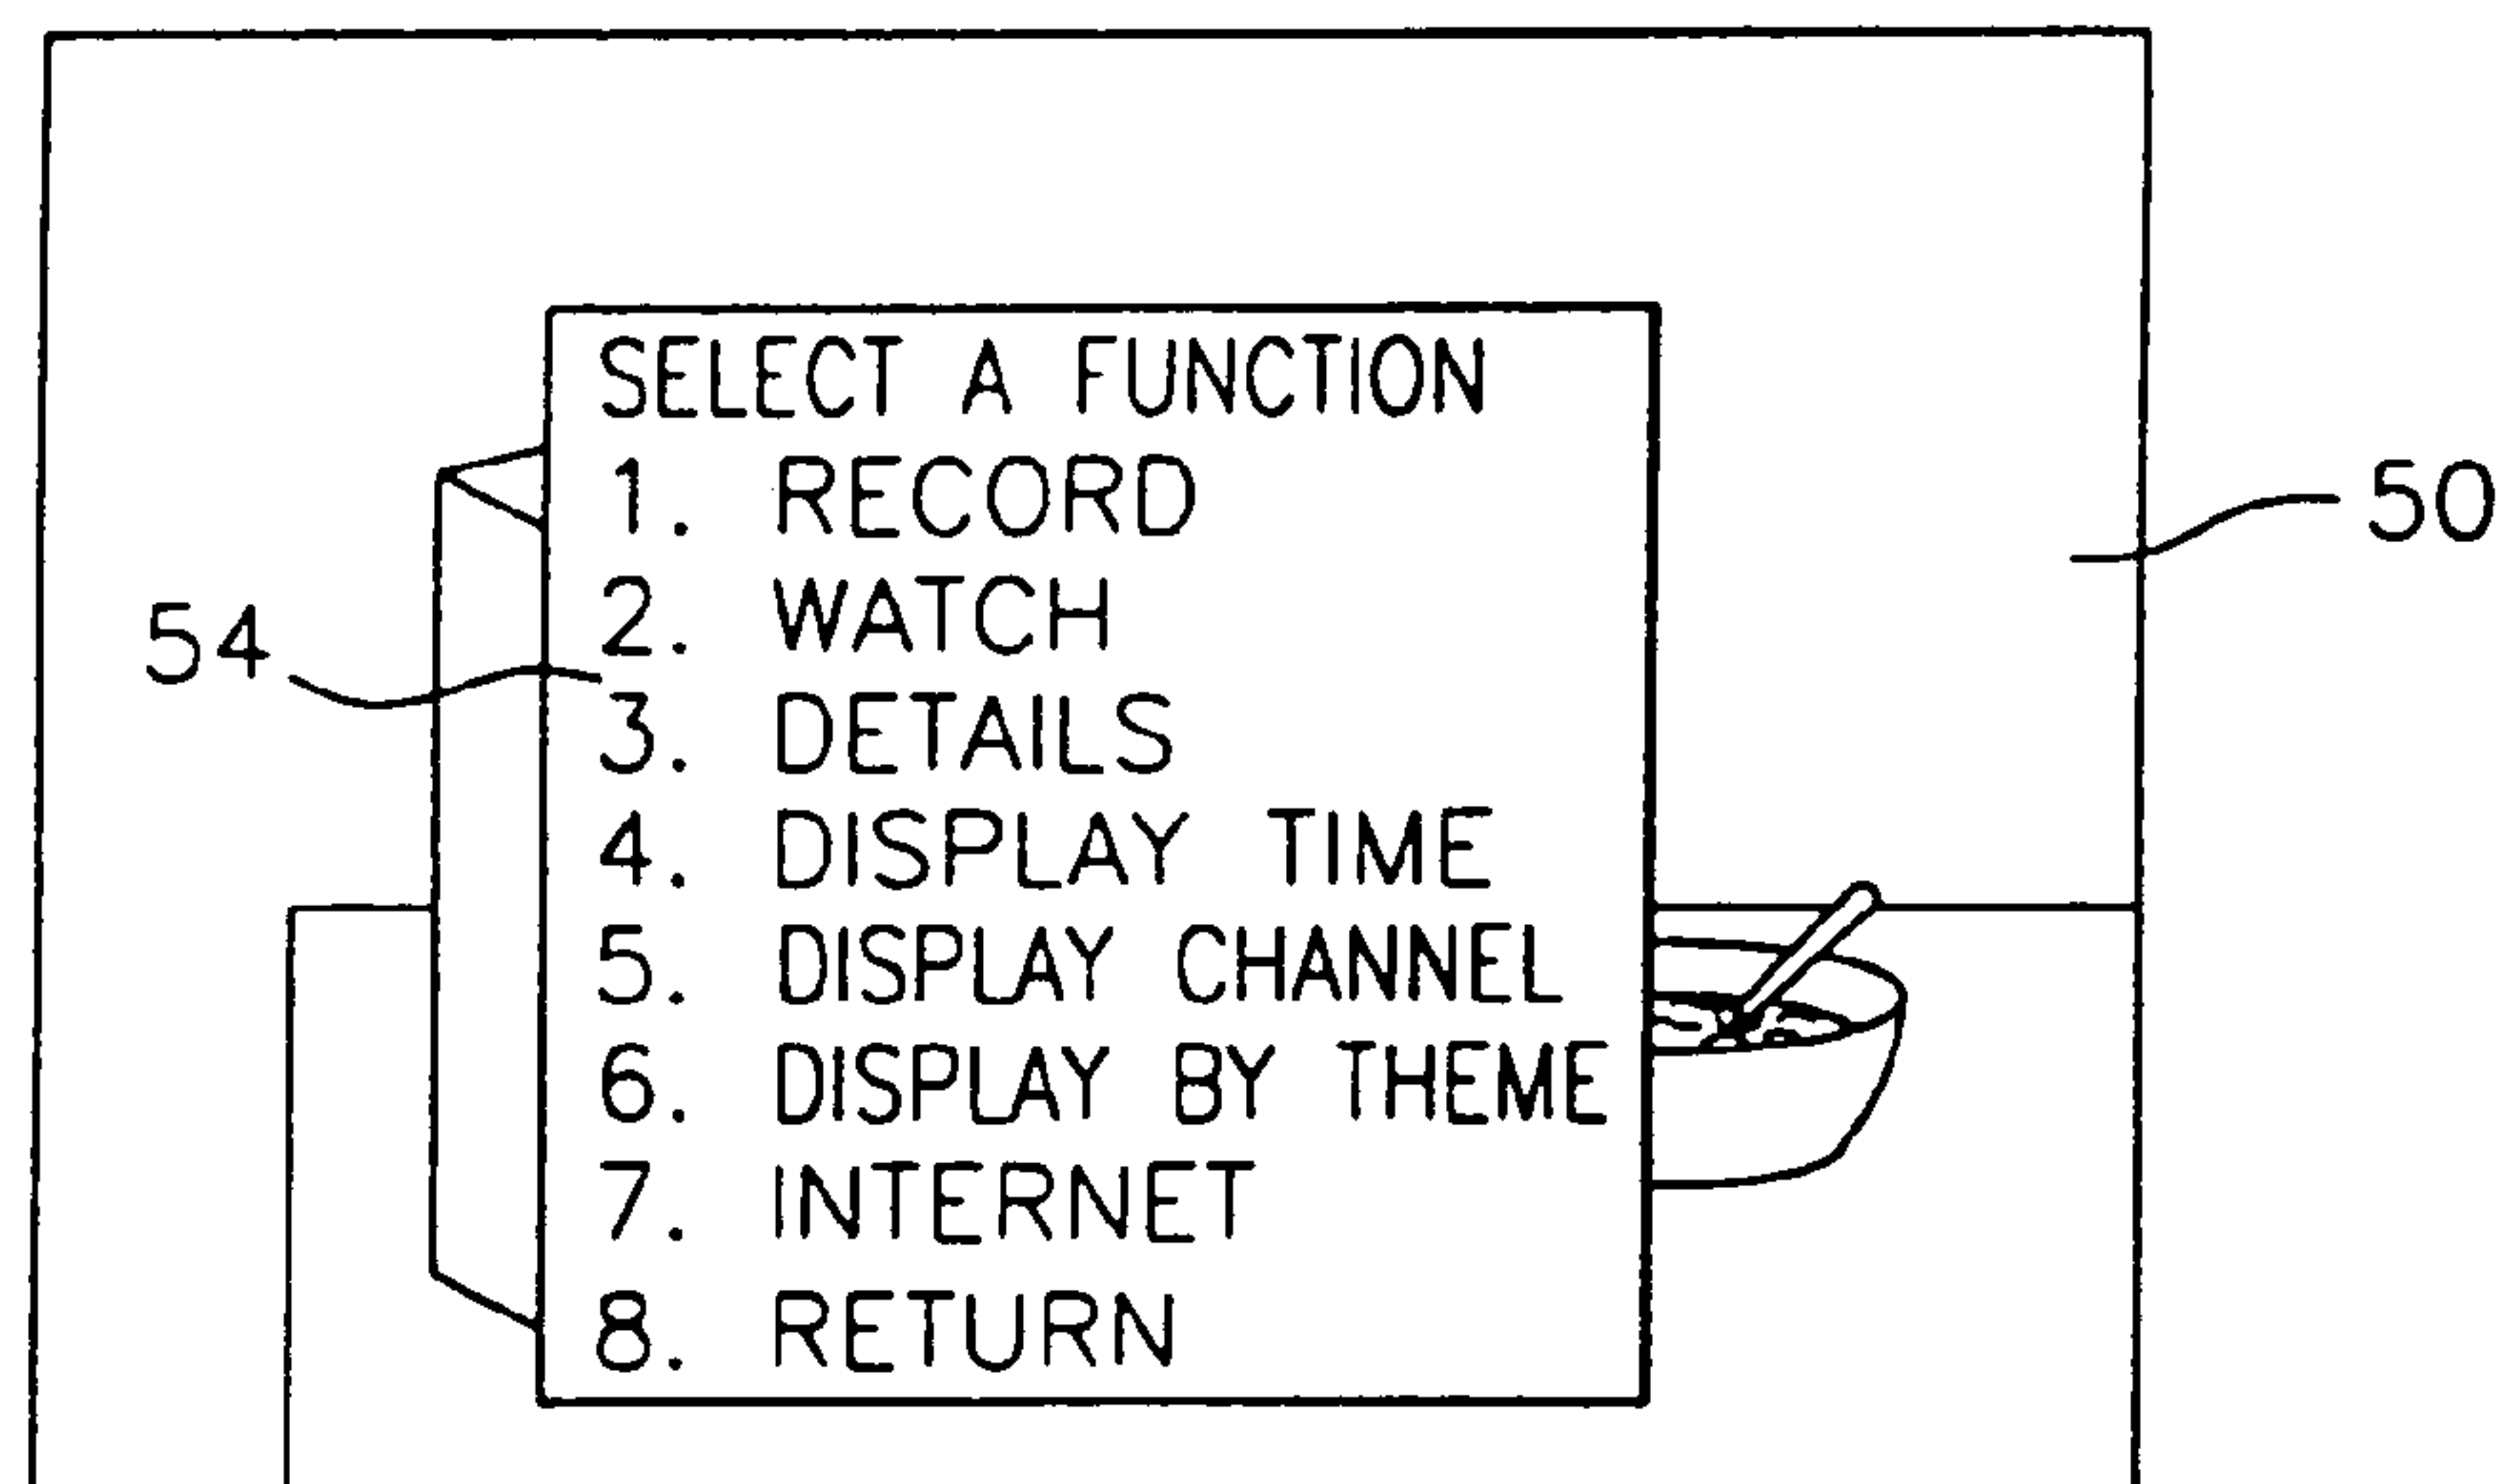 SELECT A FUNCTION
1. RECORD
50
2. WATCH
54
3. DETAILS
4. DISPLAY TIME
5. DISPLAY CHANNEL
6. DISPLAY BY THEME
7. INTERNET
8. RETURN